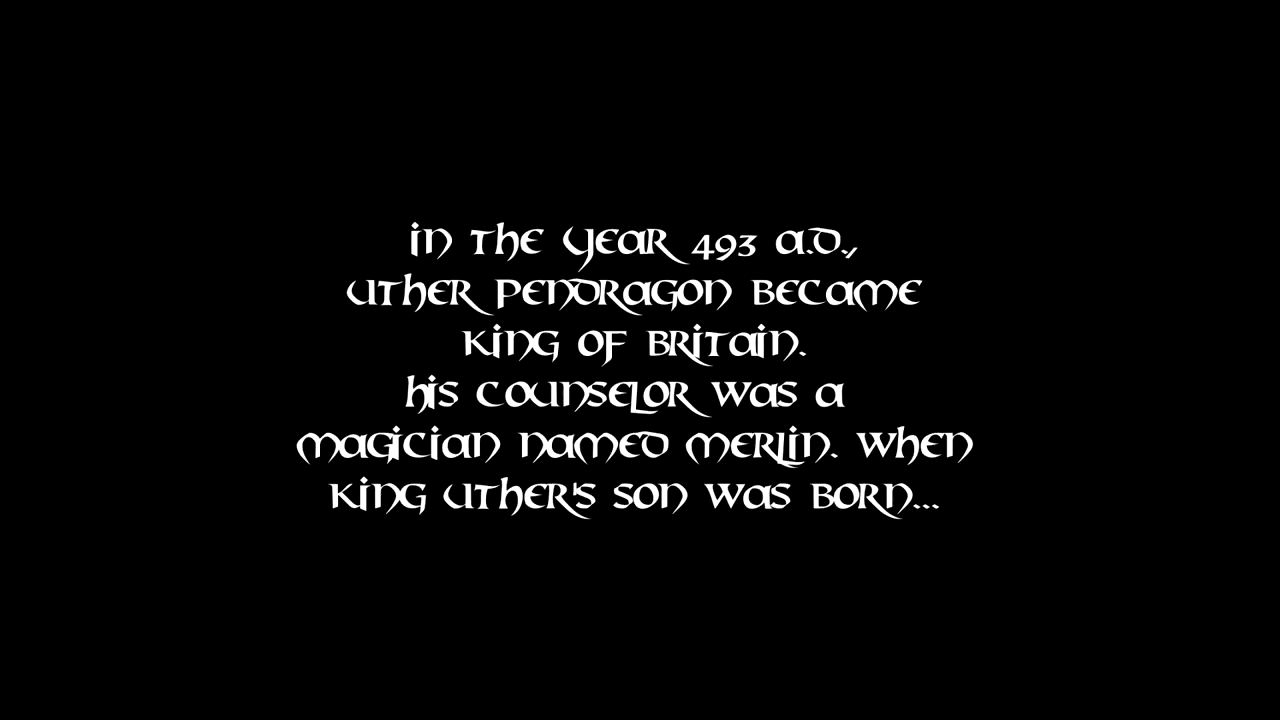 In the year 493 A.D.,
Uther Pendragon became
King of Britain.
His counselor was a
magician named Merlin. When
King Uther's son was born...